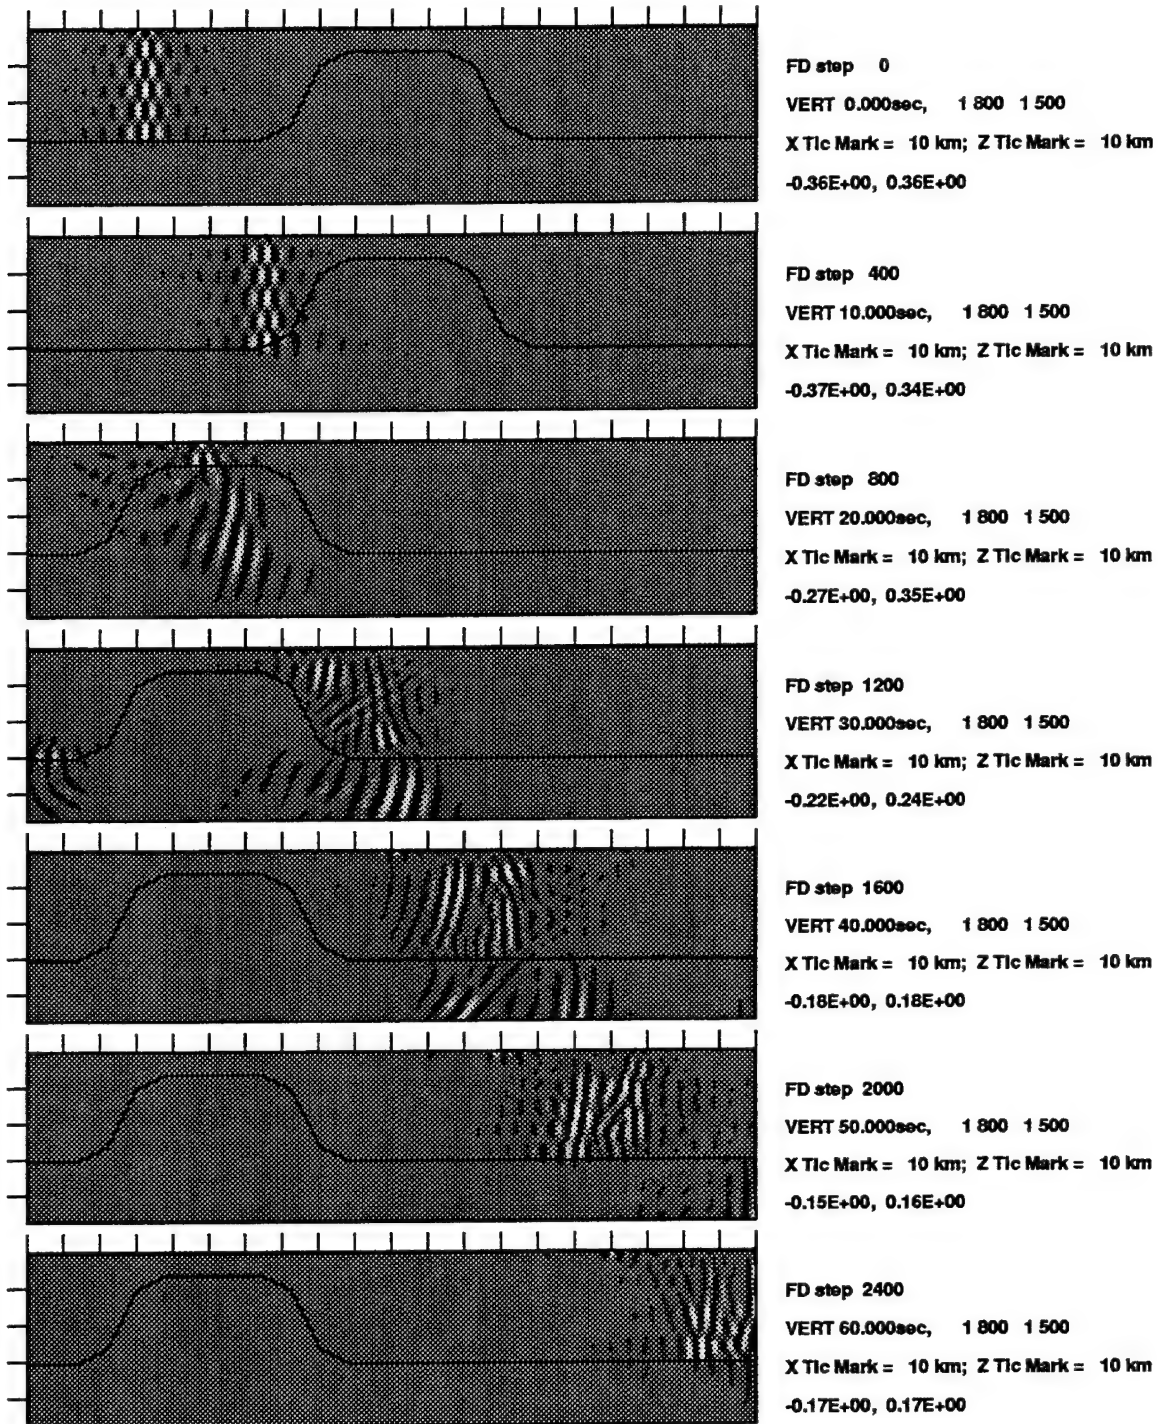 FD step 0
VERT 0.000sec, 1 800 1 500
X Tic Mark = 10 km; Z Tic Mark = 10 km
-0.36E+00, 0.36E+00
FD step 400
VERT 10.000sec, 1 800 1 500
X Tic Mark = 10 km; Z Tic Mark = 10 km
-0.37E+00, 0.34E+00
FD step 800
VERT 20.000sec, 1 800 1 500
X Tic Mark = 10 km; Z Tic Mark = 10 km
-0.27E+00, 0.35E+00
FD step 1200
VERT 30.000sec, 1 800 1 500
X Tic Mark = 10 km; Z Tic Mark = 10 km
-0.22E+00, 0.24E+00
FD step 1600
VERT 40.000sec, 1 800 1 500
X Tic Mark = 10 km; Z Tic Mark = 10 km
-0.18E+00, 0.18E+00
FD step 2000
VERT 50.000sec, 1 800 1 500
X Tic Mark = 10 km; Z Tic Mark = 10 km
-0.15E+00, 0.16E+00
FD step 2400
VERT 60.000sec, 1 800 1 500
X Tic Mark = 10 km; Z Tic Mark = 10 km
-0.17E+00, 0.17E+00